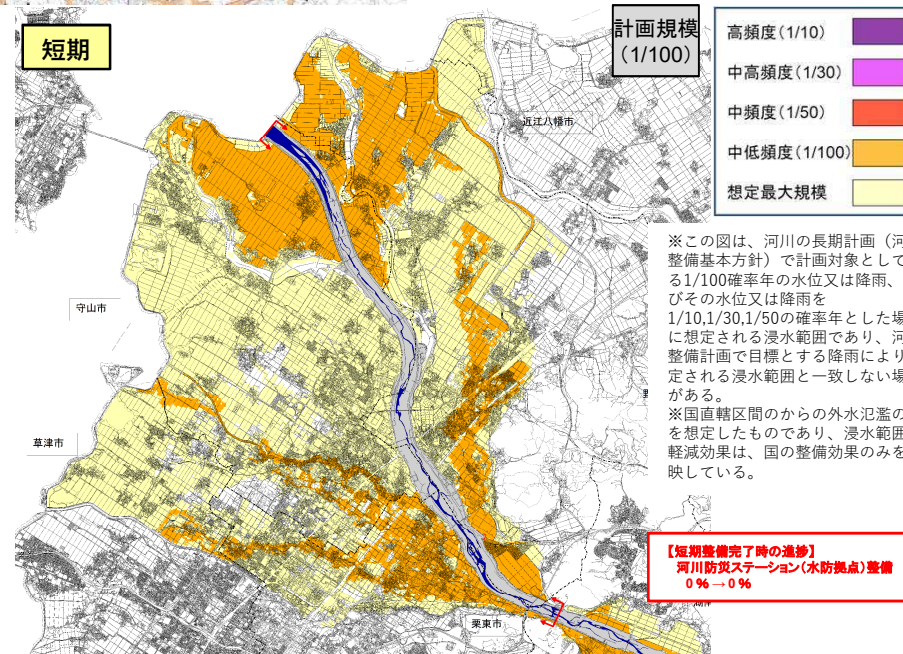 短期
計画規模
(1/100)
高頻度(1/10)
中高頻度(1/30)
中頻度(1/50)
中低頻度(1/100)
想定最大規模
近江八幡市
守山市
草津市
栗東市
※この図は、河川の長期計画（河
整備基本方針）で計画対象として
る1/100確率年の水位又は降雨、
びその水位又は降雨を
1/10,1/30,1/50の確率年とした場
に想定される浸水範囲であり、河
整備計画で目標とする降雨により
定される浸水範囲と一致しない場
がある。
※国直轄区間のからの外水氾濫の
を想定したものであり、浸水範囲
軽減効果は、国の整備効果のみを
映している。
【短期整備完了時の進捗】
河川防災ステーション(水防拠点)整備
0％→0％